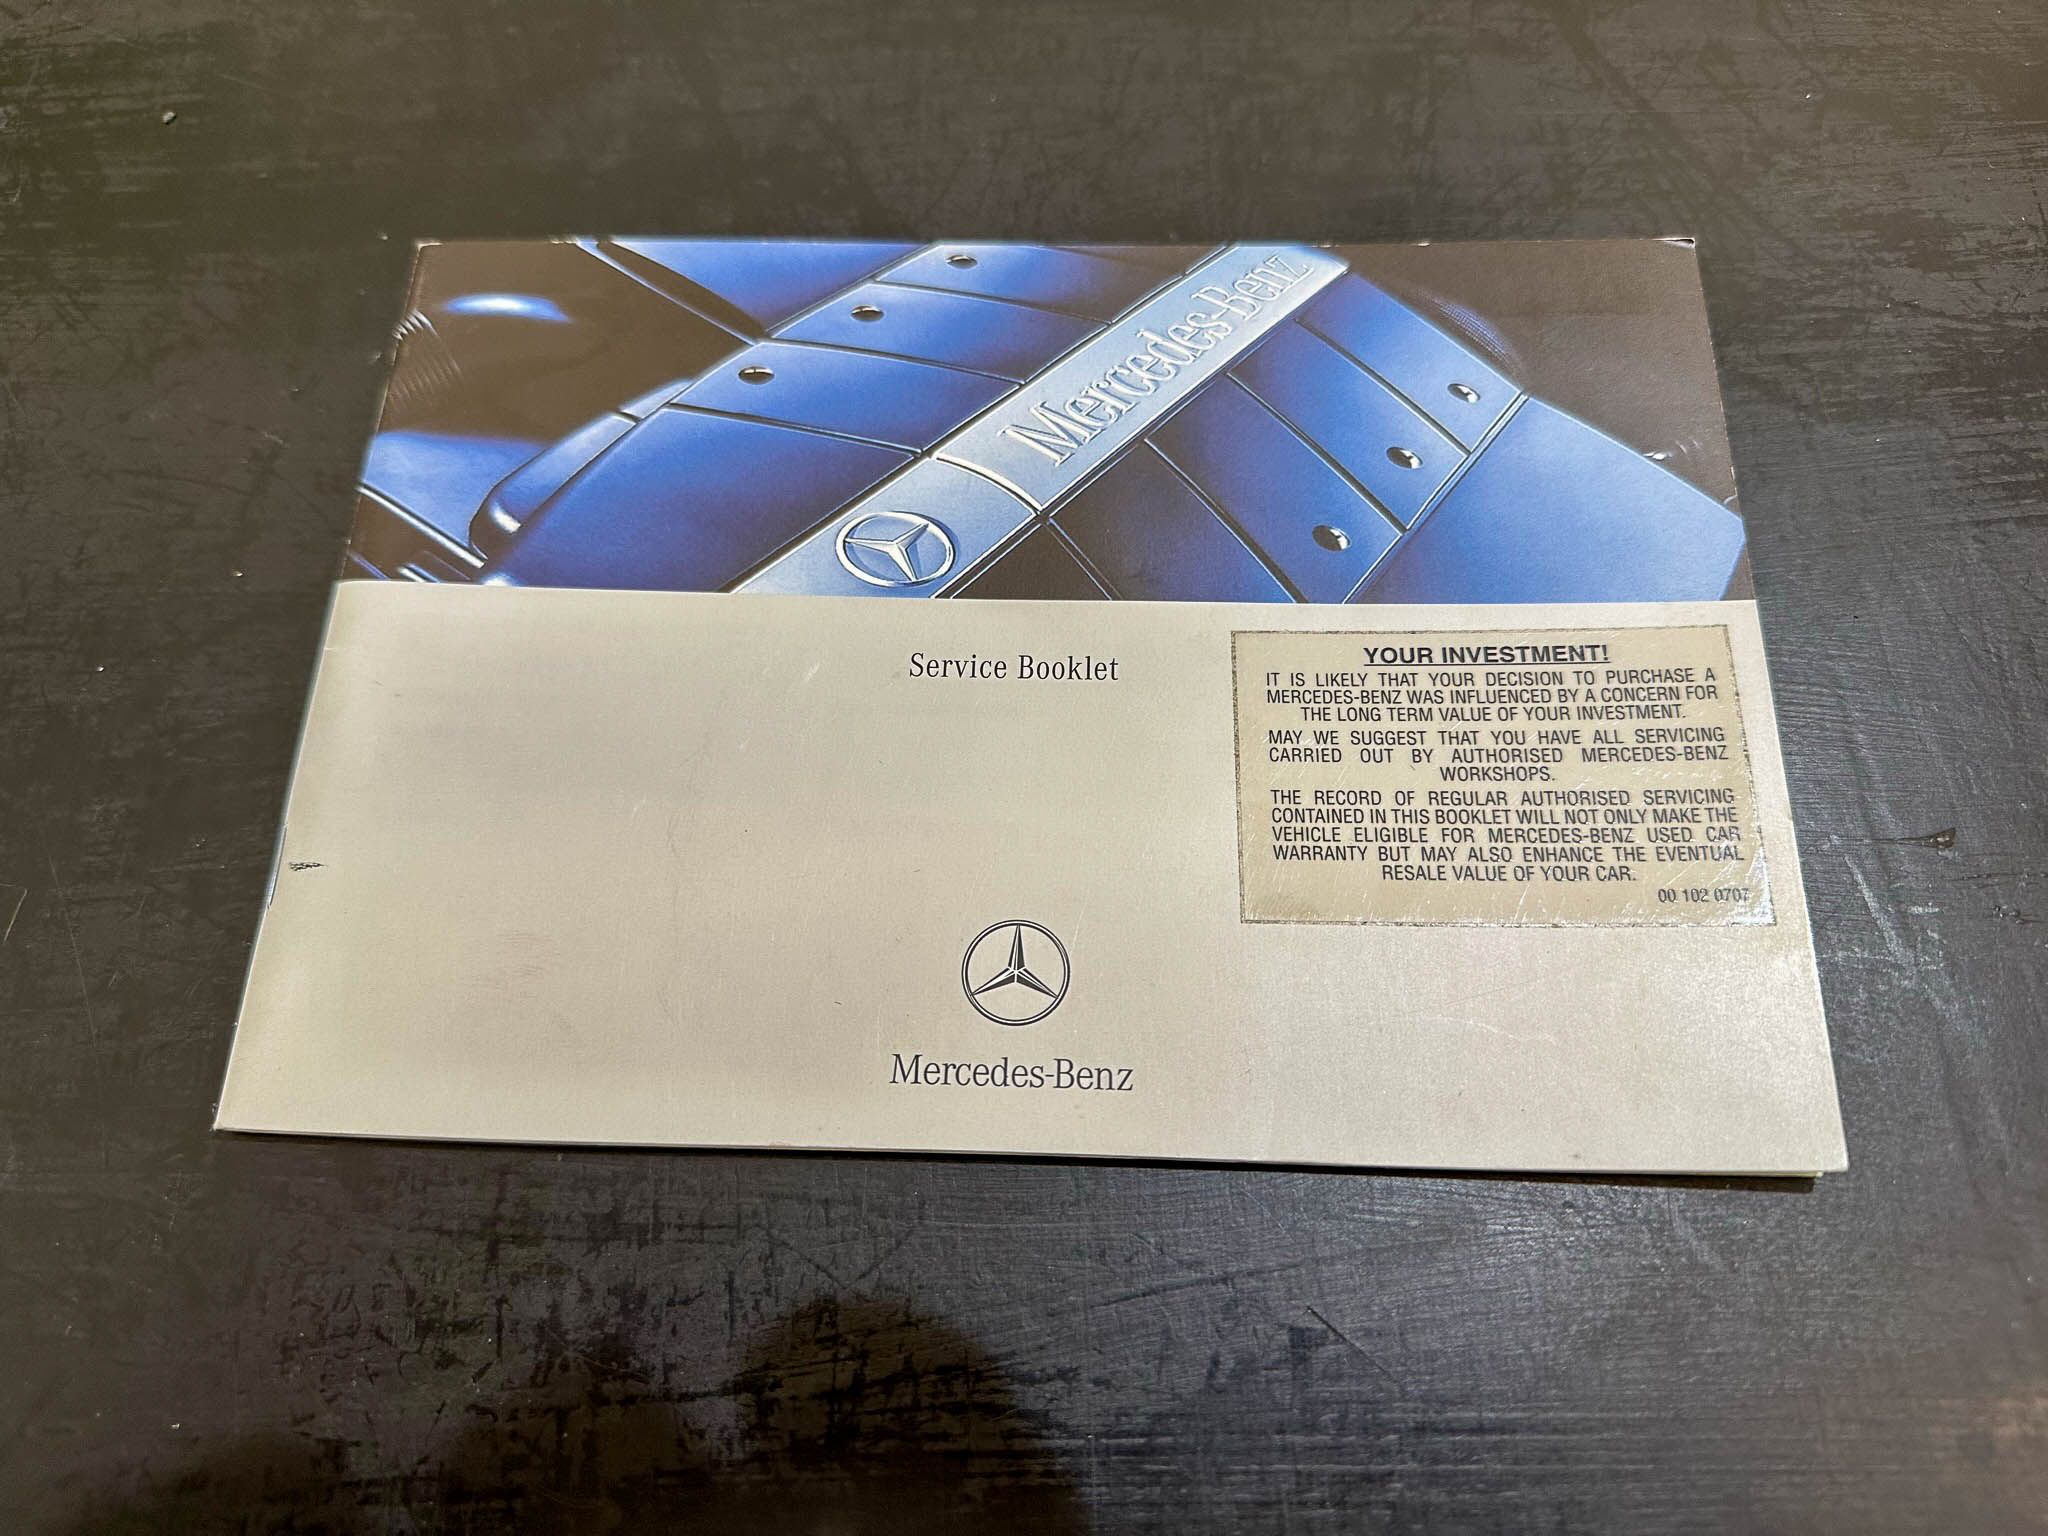 Mercedes-Benz
Service Booklet
YOUR INVESTMENT!
IT IS LIKELY THAT YOUR DECISION TO PURCHASE A
MERCEDES-BENZ WAS INFLUENCED BY A CONCERN FOR
THE LONG TERM VALUE OF YOUR INVESTMENT.
MAY WE SUGGEST THAT YOU HAVE ALL SERVICING
CARRIED OUT BY AUTHORISED MERCEDES-BENZ
WORKSHOPS.
THE RECORD OF REGULAR AUTHORISED SERVICING
CONTAINED IN THIS BOOKLET WILL NOT ONLY MAKE THE
VEHICLE ELIGIBLE FOR MERCEDES-BENZ USED CAR
WARRANTY BUT MAY ALSO ENHANCE THE EVENTUAL
RESALE VALUE OF YOUR CAR.
00 102 0707
Mercedes-Benz